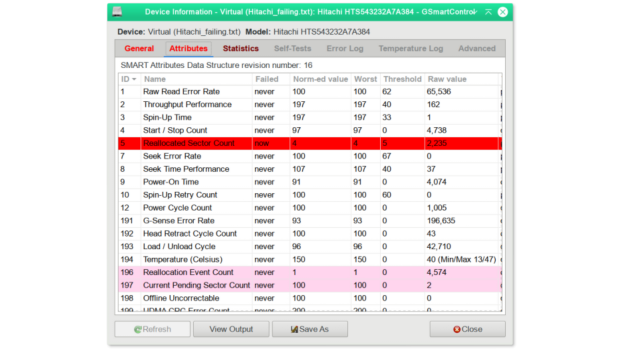 Device Information - Virtual (Hitachi_failing.txt): Hitachi HTS543232A7A384 - GSmartControl
Device: Virtual (Hitachi_failing.txt) Model: Hitachi HTS543232A7A384
General Attributes Statistics Self-Tests Error Log Temperature Log Advanced
SMART Attributes Data Structure revision number: 16
ID Name Failed Norm-ed value Worst Threshold Raw value
1 Raw Read Error Rate never 100 100 62 65,536
2 Throughput Performance never 197 197 40 162
3 Spin-Up Time never 197 197 33 1
4 Start / Stop Count never 97 97 0 4,738
5 Reallocated Sector Count now 4 4 5 2,235
7 Seek Error Rate never 100 100 67 0
8 Seek Time Performance never 107 107 40 37
9 Power-On Time never 91 91 0 4,074
10 Spin-Up Retry Count never 100 100 60 0
12 Power Cycle Count never 100 100 0 1,005
191 G-Sense Error Rate never 93 93 0 196,635
192 Head Retract Cycle Count never 100 100 0 43
193 Load / Unload Cycle never 96 96 0 42,710
194 Temperature (Celsius) never 150 150 0 40 (Min/Max 13/47)
196 Reallocation Event Count never 1 1 0 4,574
197 Current Pending Sector Count never 100 100 0 2
198 Offline Uncorrectable never 100 100 0 0
199 UDMA CRC Error Count never 200 200 0 0
Refresh View Output Save As Close